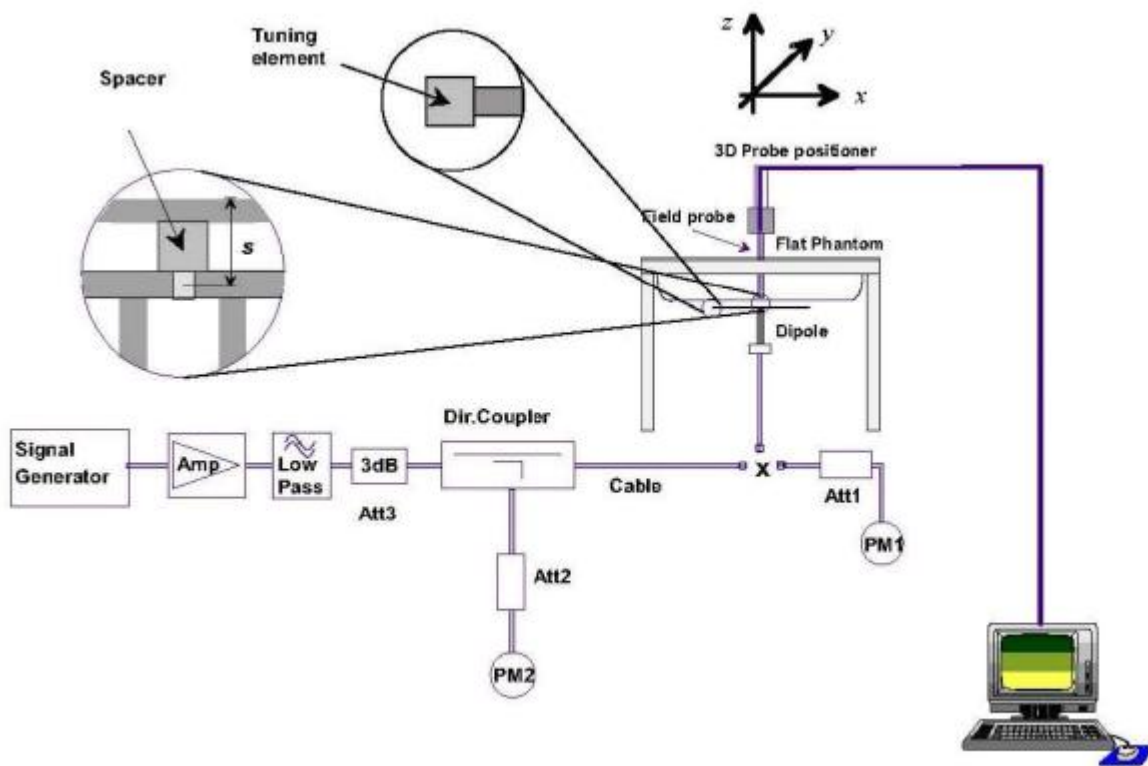 Tuning
element
Spacer
s
z
y
x
3D Probe positioner
Field probe
Flat Phantom
Dipole
Dir.Coupler
Signal
Generator
Amp
Low
Pass
3dB
Att3
Cable
x
Att1
PM1
Att2
PM2